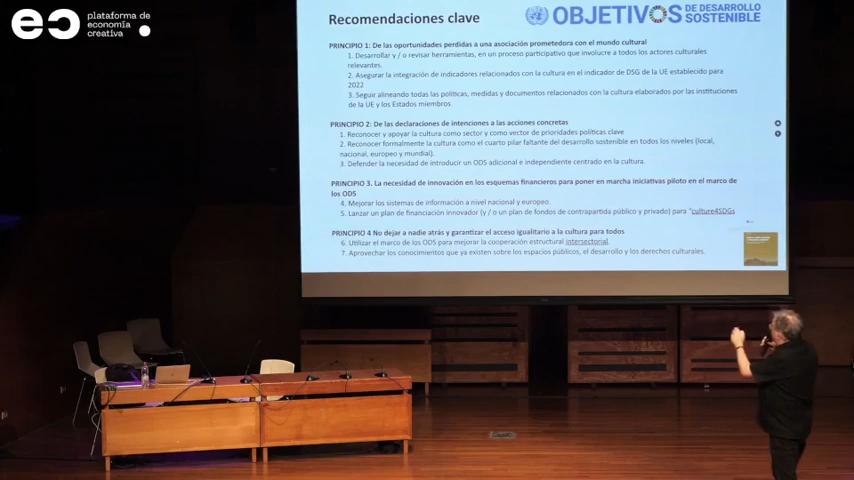 plataforma de
economía
creativa
Recomendaciones clave
OBJETIVOS DE DESARROLLO
SOSTENIBLE
PRINCIPIO 1: De las oportunidades perdidas a una asociación prometedora con el mundo cultural
1. Desarrollar y / o revisar herramientas, en un proceso participativo que involucre a todos los actores culturales
relevantes.
2. Asegurar la integración de indicadores relacionados con la cultura en el indicador de DSG de la UE establecido para
2022
3. Seguir alineando todas las políticas, medidas y documentos relacionados con la cultura elaborados por las instituciones
de la UE y los Estados miembros.
PRINCIPIO 2: De las declaraciones de intenciones a las acciones concretas
1. Reconocer y apoyar la cultura como sector y como vector de prioridades políticas clave
2. Reconocer formalmente la cultura como el cuarto pilar faltante del desarrollo sostenible en todos los niveles (local,
nacional, europeo y mundial).
3. Defender la necesidad de introducir un ODS adicional e independiente centrado en la cultura.
PRINCIPIO 3. La necesidad de innovación en los esquemas financieros para poner en marcha iniciativas piloto en el marco de
los ODS
4. Mejorar los sistemas de información a nivel nacional y europeo.
5. Lanzar un plan de financiación innovador (y / o un plan de fondos de contrapartida público y privado) para "culture4SDGs
PRINCIPIO 4 No dejar a nadie atrás y garantizar el acceso igualitario a la cultura para todos
6. Utilizar el marco de los ODS para mejorar la cooperación estructural intersectorial.
7. Aprovechar los conocimientos que ya existen sobre los espacios públicos, el desarrollo y los derechos culturales.